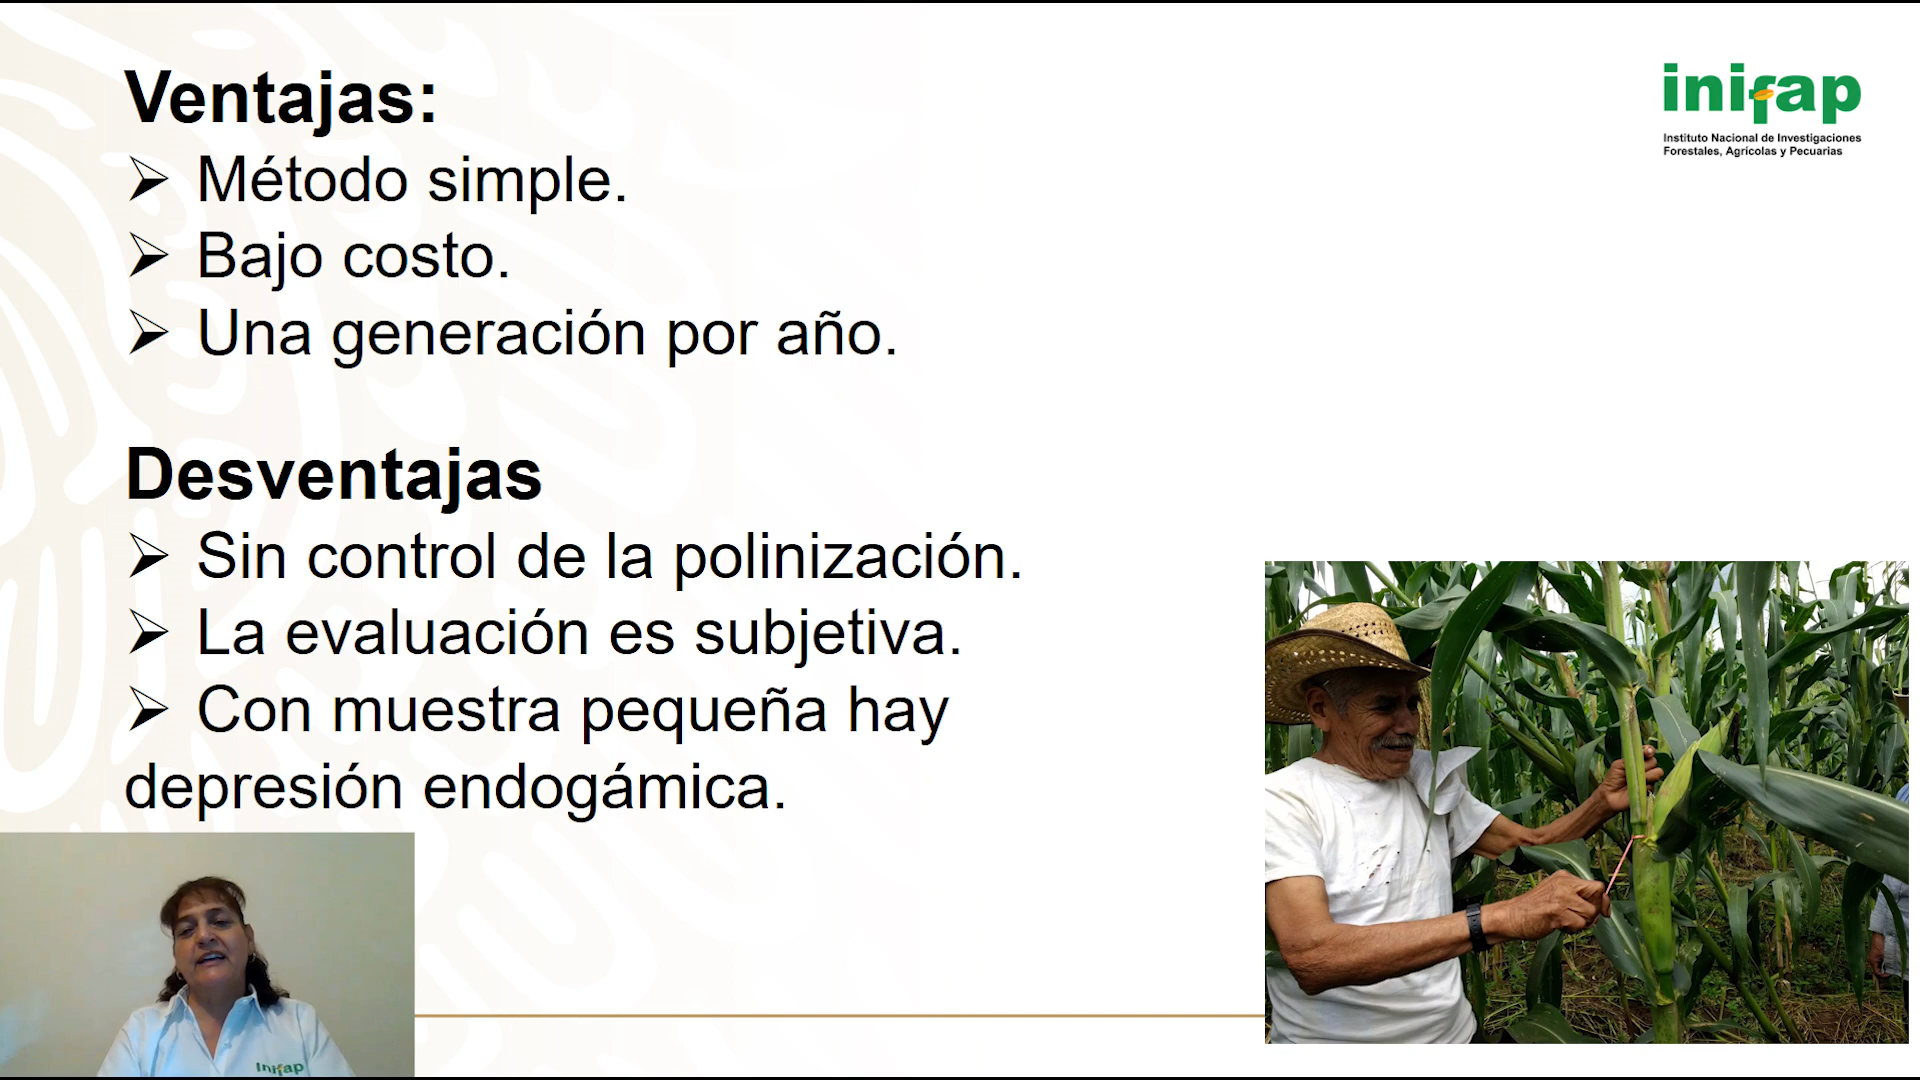 Ventajas:
➢ Método simple.
➢ Bajo costo.
➢ Una generación por año.
inifap
Instituto Nacional de Investigaciones
Forestales, Agrícolas y Pecuarias
Desventajas
➢ Sin control de la polinización.
➢ La evaluación es subjetiva.
➢ Con muestra pequeña hay
depresión endogámica.
inifap